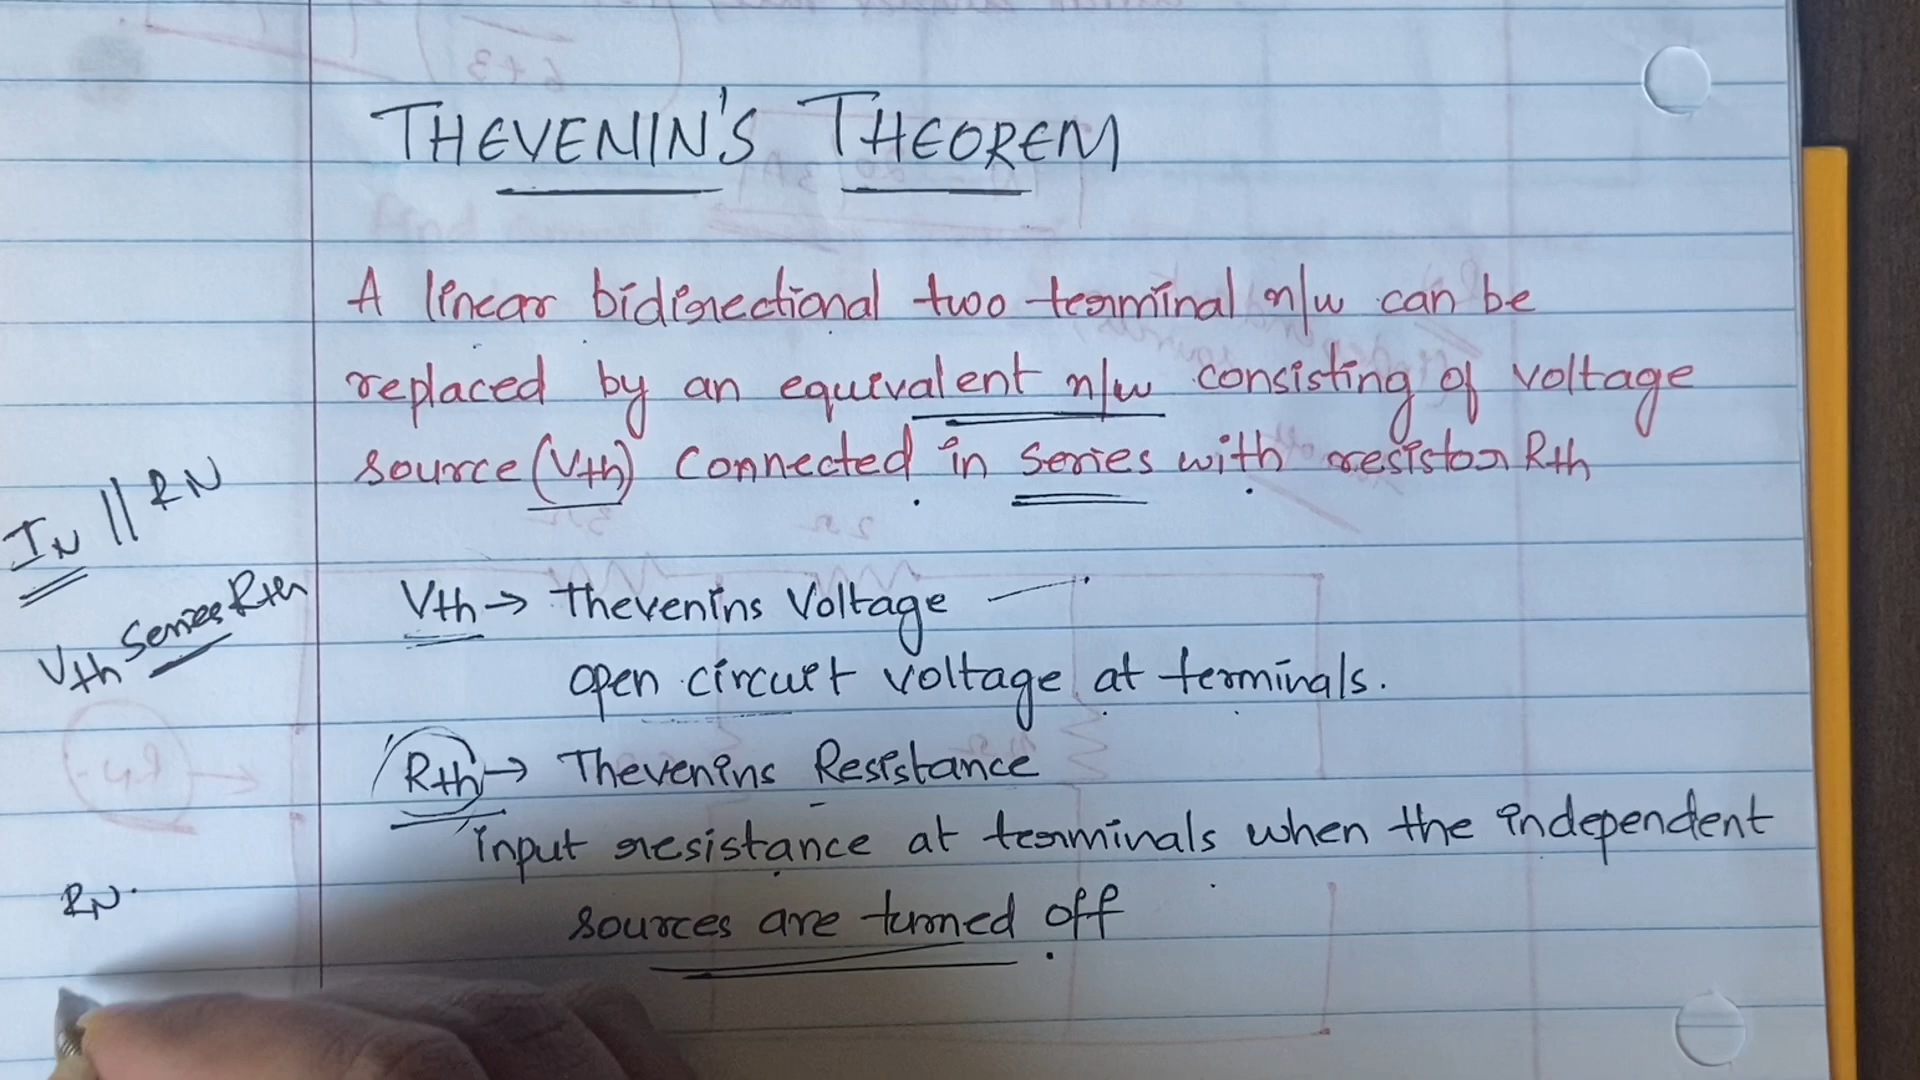 THEVENIN'S THEOREM
A linear bidirectional two terminal n/w can be
replaced by an equivalent n/w consisting of voltage
source (Vth) connected in series with resistor Rth
IN || RN
Vth series Rth
Vth → Thevenins Voltage
open circuit voltage at terminals.
Rth → Thevenins Resistance
input resistance at terminals when the independent
sources are turned off
RN